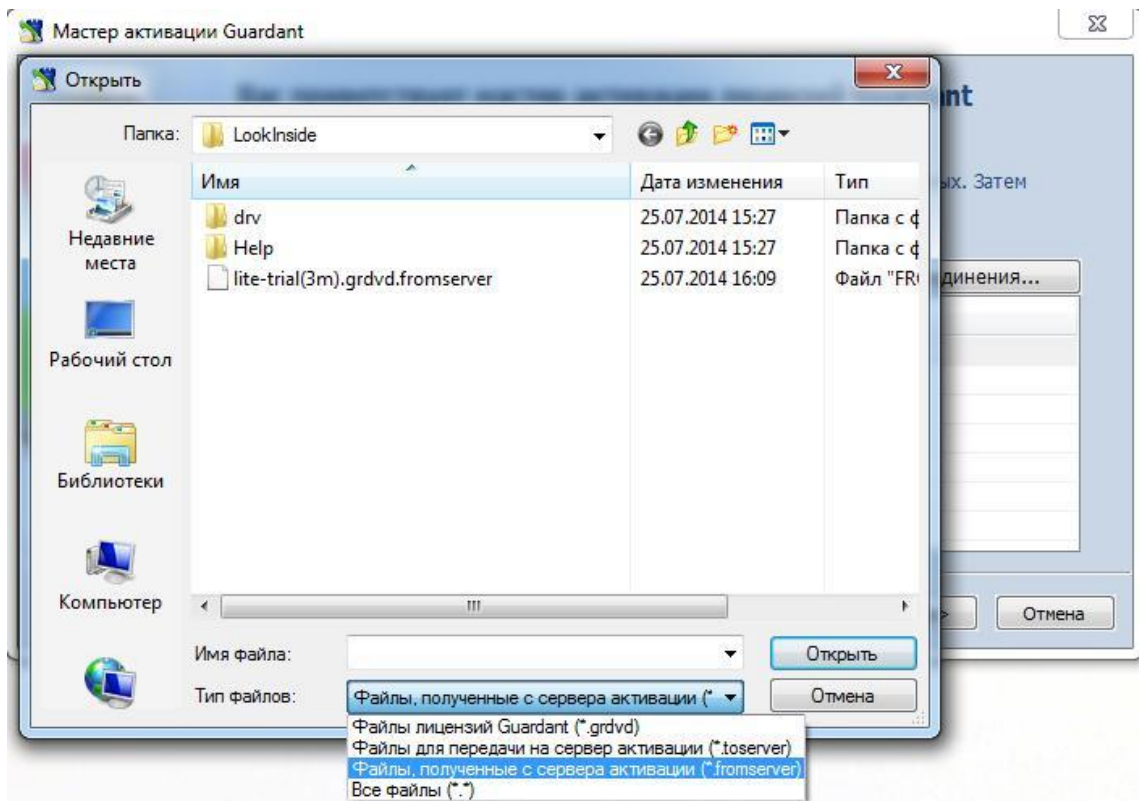 Мастер активации Guardant
Открыть
Папка: LookInside
Имя Дата изменения Тип
drv 25.07.2014 15:27 Папка с ф
Help 25.07.2014 15:27 Папка с ф
lite-trial(3m).grdvd.fromserver 25.07.2014 16:09 Файл "FR
Недавние
места
Рабочий стол
Библиотеки
Компьютер
ых. Затем
динения...
Отмена
Имя файла:
Открыть
Тип файлов: Файлы, полученные с сервера активации (*
Отмена
Файлы лицензий Guardant (*.grdvd)
Файлы для передачи на сервер активации (*.toserver)
Файлы, полученные с сервера активации (*.fromserver)
Все файлы (*.*)